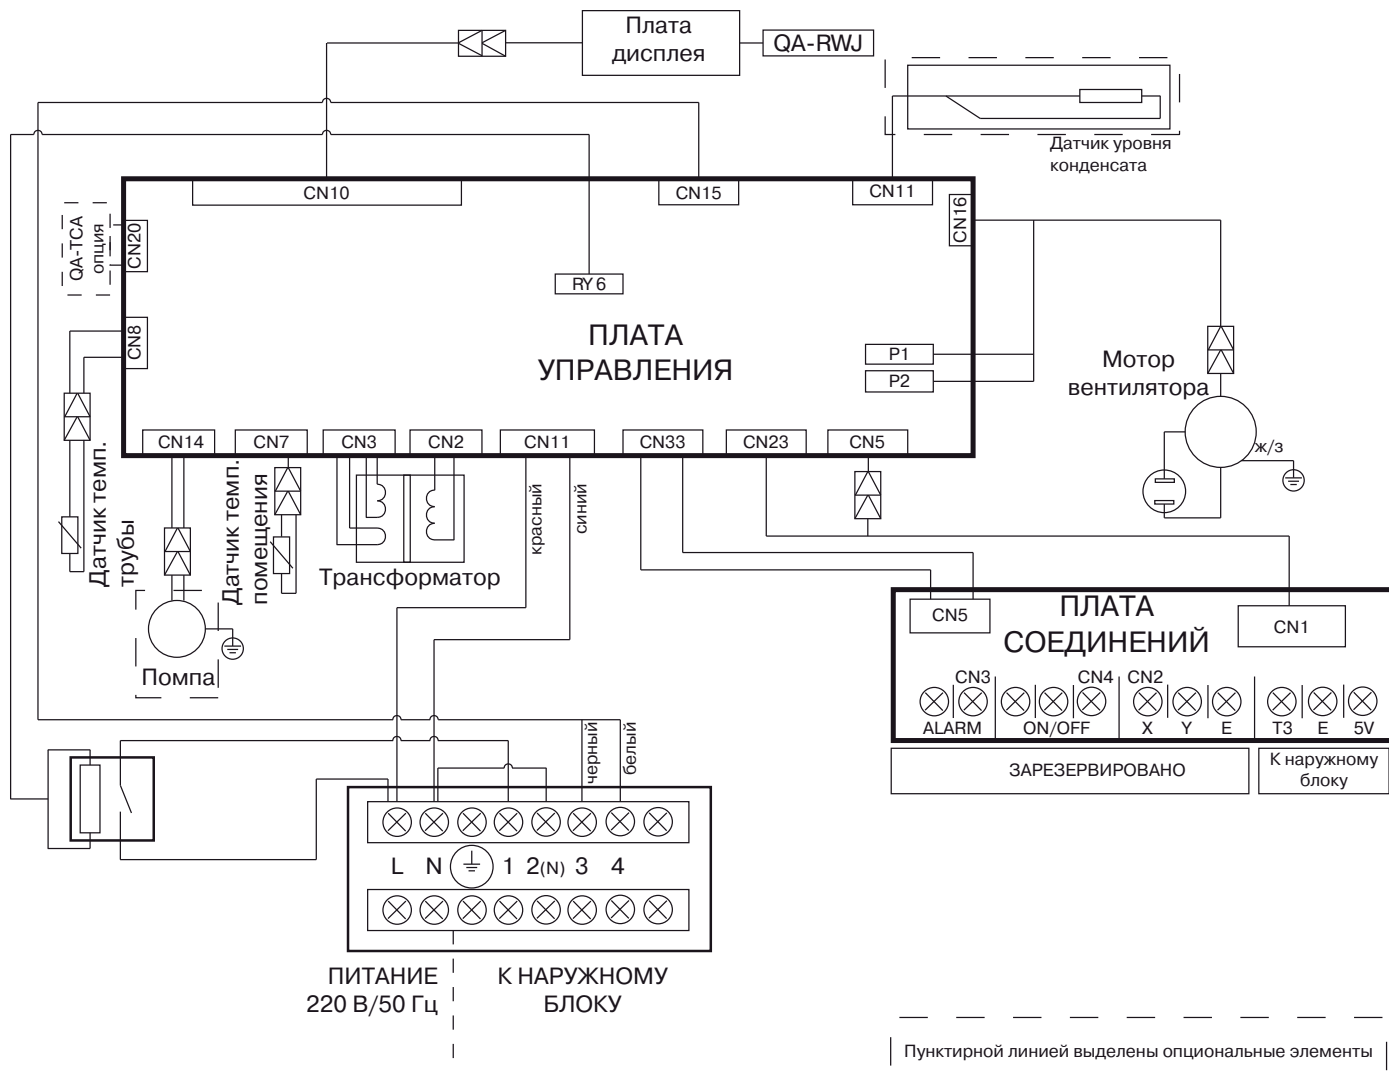 Плата
дисплея
QA-RWJ
Датчик уровня
конденсата
CN10
CN15
CN11
CN16
QA-TCA
опция
CN20
RY 6
CN8
ПЛАТА
УПРАВЛЕНИЯ
P1
P2
Мотор
вентилятора
ж/з
CN14
CN7
CN3
CN2
CN11
CN33
CN23
CN5
Датчик темп.
трубы
Датчик темп.
помещения
красный
синий
Трансформатор
Помпа
CN5
ПЛАТА
СОЕДИНЕНИЙ
CN1
CN3
CN4
CN2
ALARM
ON/OFF
X
Y
E
T3
E
5V
ЗАРЕЗЕРВИРОВАНО
К наружному
блоку
черный
белый
L N 1 2(N) 3 4
ПИТАНИЕ
220 В/50 Гц
К НАРУЖНОМУ
БЛОКУ
Пунктирной линией выделены опциональные элементы